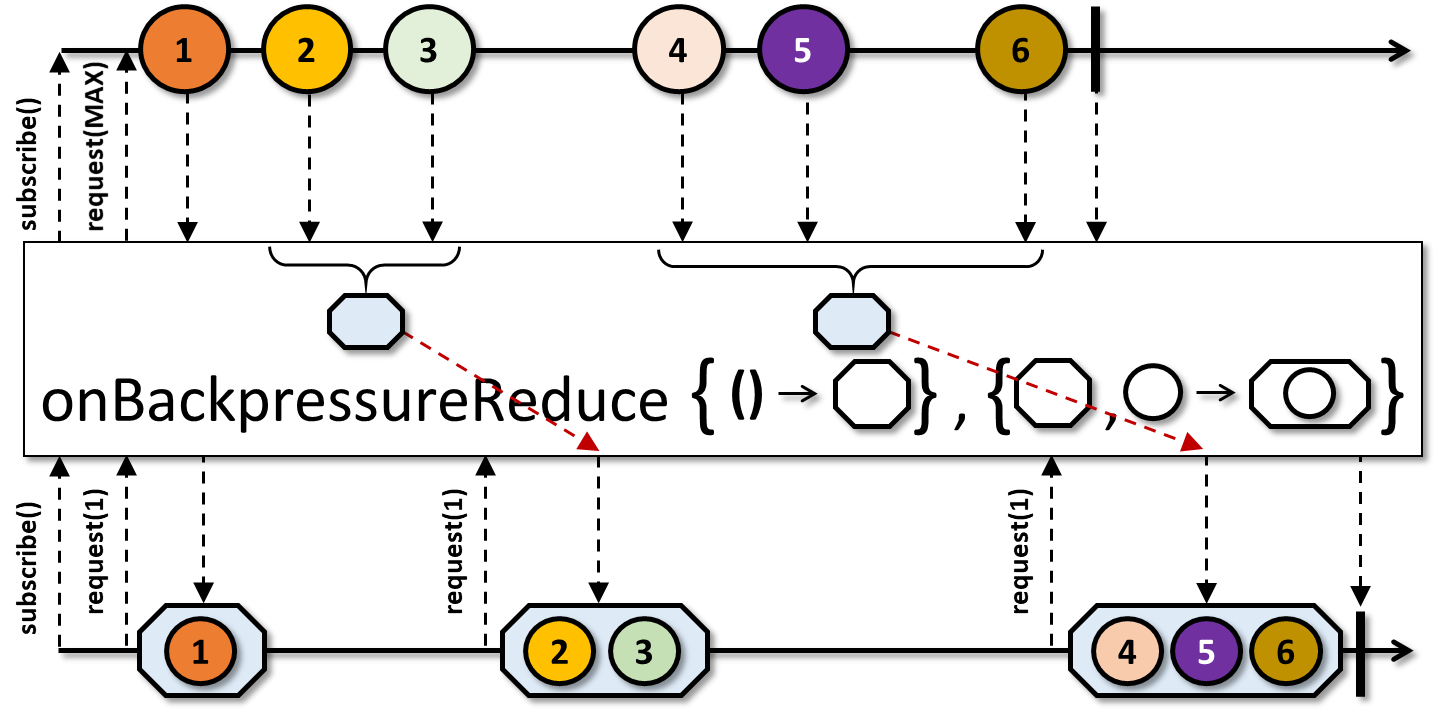 1 2 3 4 5 6
subscribe()
request(MAX)
onBackpressureReduce { () → }, { , → }
subscribe()
request(1)
request(1)
request(1)
1 2 3 4 5 6